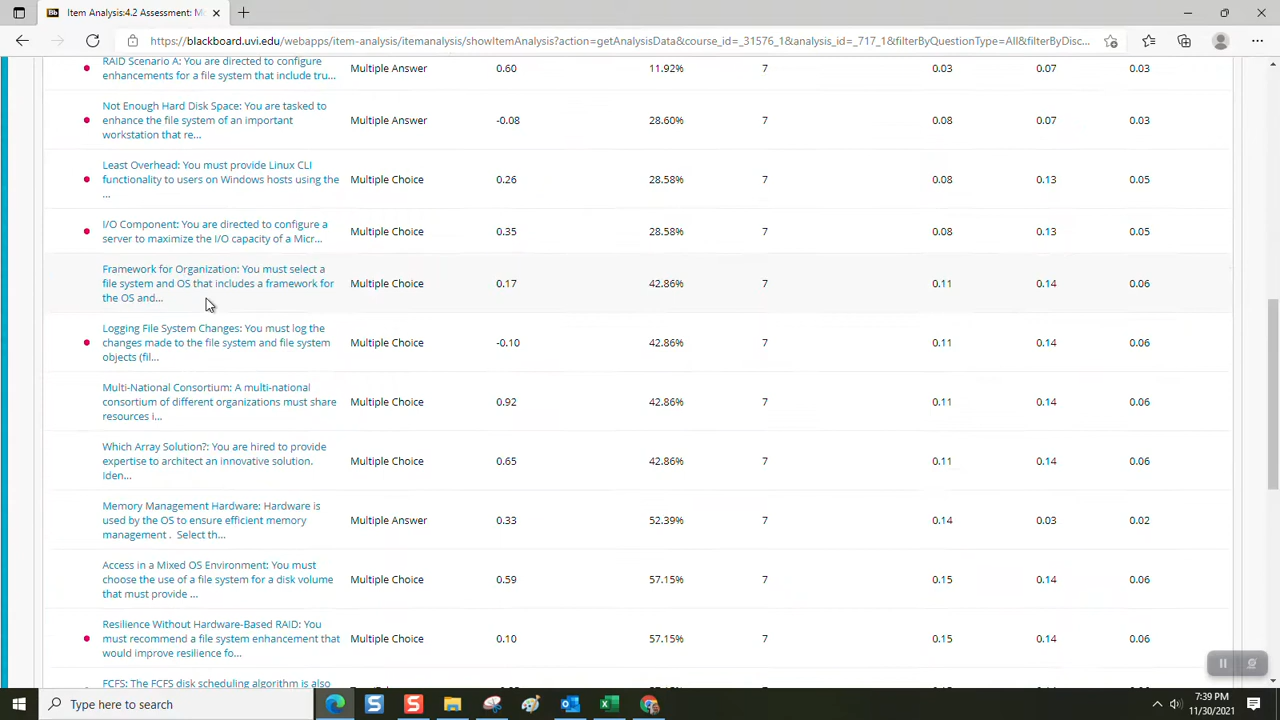 Item Analysis:4.2 Assessment: Mo
https://blackboard.uvi.edu/webapps/item-analysis/itemanalysis/showItemAnalysis?action=getAnalysisData&course_id=_31576_1&analysis_id=_717_1&filterByQuestionType=All&filterByDisc...
RAID Scenario A: You are directed to configure
enhancements for a file system that include tru...
Multiple Answer 0.60 11.92% 7 0.03 0.07 0.03
Not Enough Hard Disk Space: You are tasked to
enhance the file system of an important
workstation that re...
Multiple Answer -0.08 28.60% 7 0.08 0.07 0.03
Least Overhead: You must provide Linux CLI
functionality to users on Windows hosts using the
...
Multiple Choice 0.26 28.58% 7 0.08 0.13 0.05
I/O Component: You are directed to configure a
server to maximize the I/O capacity of a Micr...
Multiple Choice 0.35 28.58% 7 0.08 0.13 0.05
Framework for Organization: You must select a
file system and OS that includes a framework for
the OS and...
Multiple Choice 0.17 42.86% 7 0.11 0.14 0.06
Logging File System Changes: You must log the
changes made to the file system and file system
objects (fil...
Multiple Choice -0.10 42.86% 7 0.11 0.14 0.06
Multi-National Consortium: A multi-national
consortium of different organizations must share
resources i...
Multiple Choice 0.92 42.86% 7 0.11 0.14 0.06
Which Array Solution?: You are hired to provide
expertise to architect an innovative solution.
Iden...
Multiple Choice 0.65 42.86% 7 0.11 0.14 0.06
Memory Management Hardware: Hardware is
used by the OS to ensure efficient memory
management . Select th...
Multiple Answer 0.33 52.39% 7 0.14 0.03 0.02
Access in a Mixed OS Environment: You must
choose the use of a file system for a disk volume
that must provide ...
Multiple Choice 0.59 57.15% 7 0.15 0.14 0.06
Resilience Without Hardware-Based RAID: You
must recommend a file system enhancement that
would improve resilience fo...
Multiple Choice 0.10 57.15% 7 0.15 0.14 0.06
FCFS: The FCFS disk scheduling algorithm is also
Type here to search
7:39 PM
11/30/2021